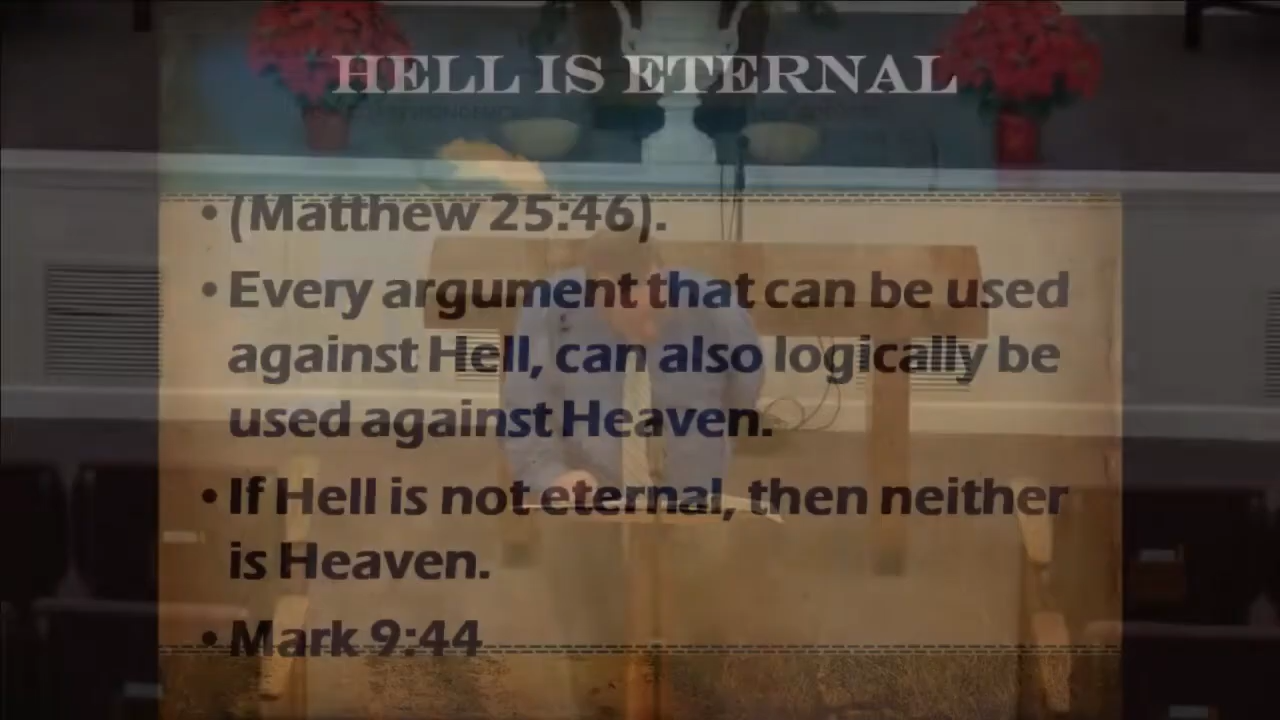 HELL IS ETERNAL
• (Matthew 25:46).
• Every argument that can be used
against Hell, can also logically be
used against Heaven.
• If Hell is not eternal, then neither
is Heaven.
• Mark 9:44